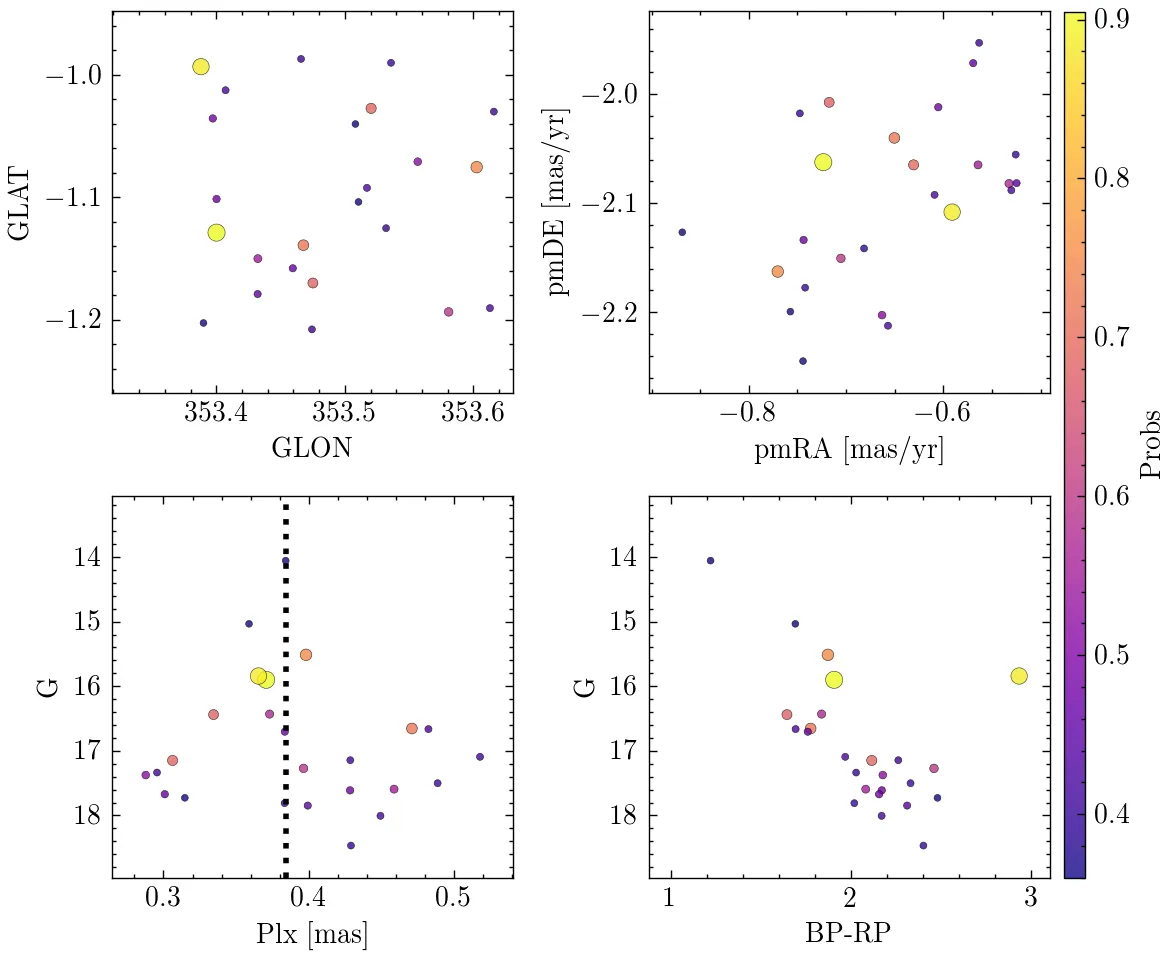 −1.0
−1.1
−1.2
GLAT
353.4 353.5 353.6
GLON
−2.0
−2.1
−2.2
pmDE [mas/yr]
−0.8 −0.6
pmRA [mas/yr]
14
15
16
17
18
G
0.3 0.4 0.5
Plx [mas]
14
15
16
17
18
G
1 2 3
BP-RP
0.9
0.8
0.7
0.6
0.5
0.4
Probs